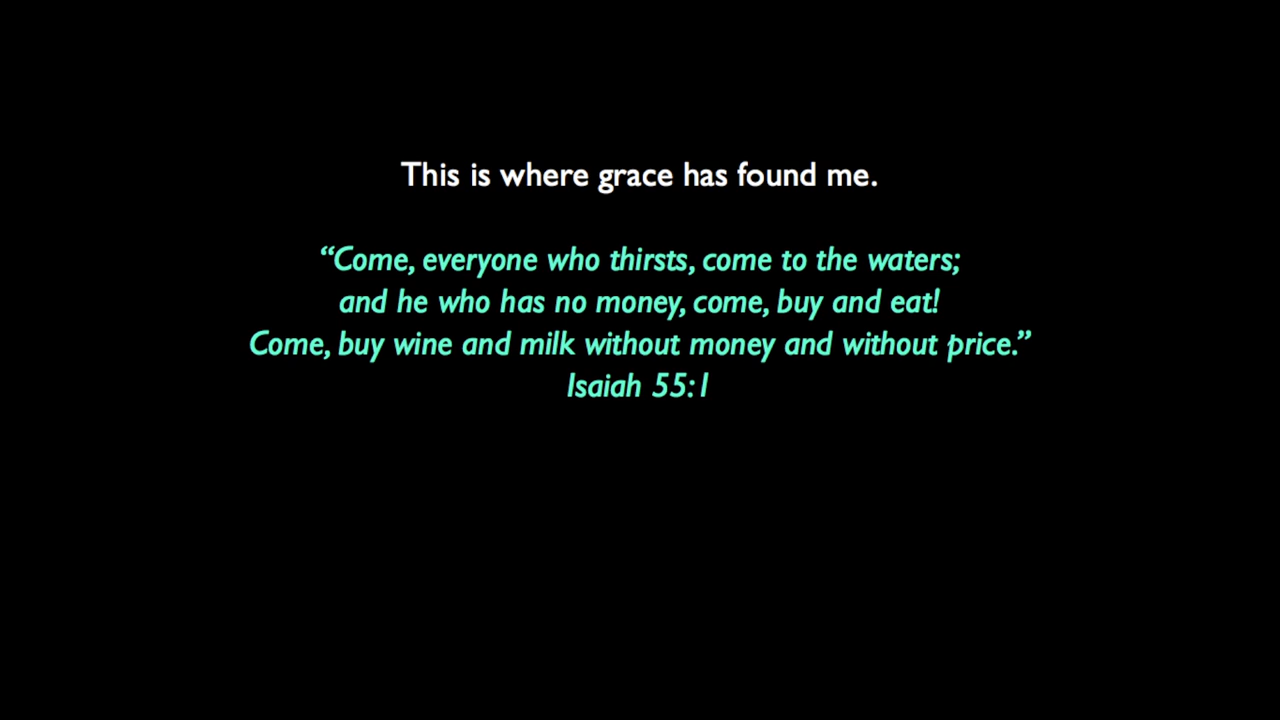 This is where grace has found me.
“Come, everyone who thirsts, come to the waters;
and he who has no money, come, buy and eat!
Come, buy wine and milk without money and without price.”
Isaiah 55:1